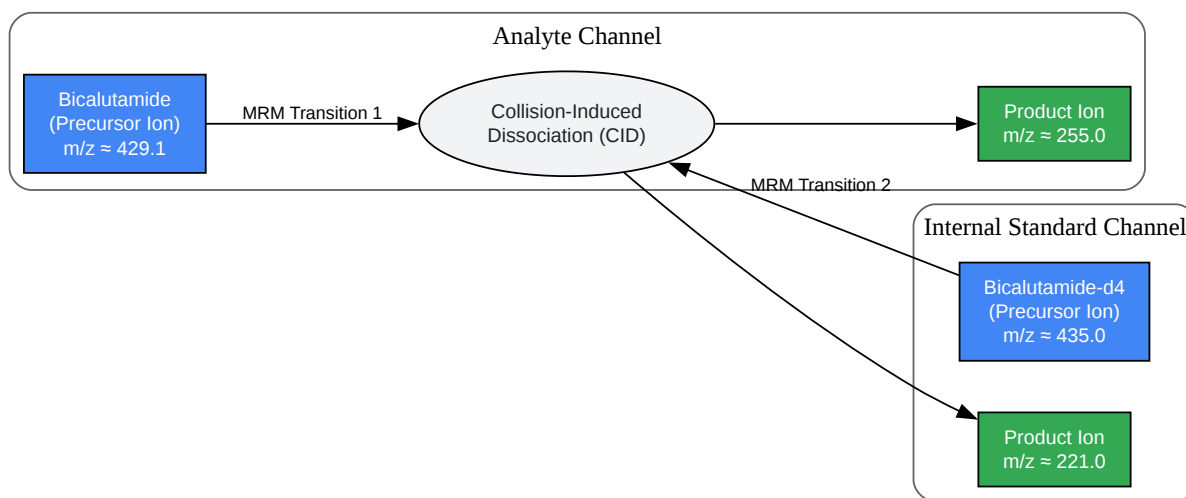 Analyte Channel
Bicalutamide
(Precursor Ion)
m/z ≈ 429.1
MRM Transition 1
Collision-Induced
Dissociation (CID)
Product Ion
m/z ≈ 255.0
MRM Transition 2
Internal Standard Channel
Bicalutamide-d4
(Precursor Ion)
m/z ≈ 435.0
Product Ion
m/z ≈ 221.0